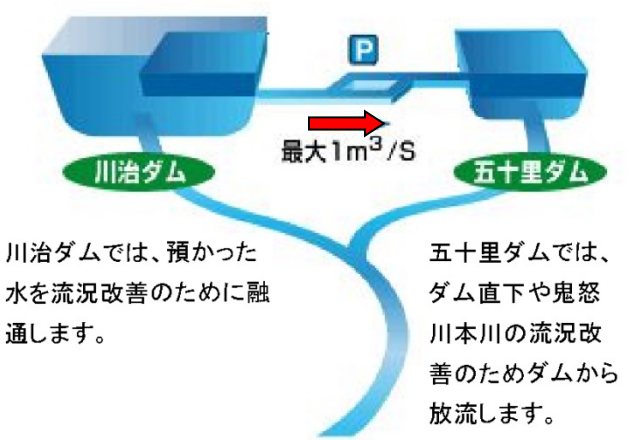 P
最大1m³/S
川治ダム
五十里ダム
川治ダムでは、預かった
水を流況改善のために融
通します。
五十里ダムでは、
ダム直下や鬼怒
川本川の流況改
善のためダムから
放流します。